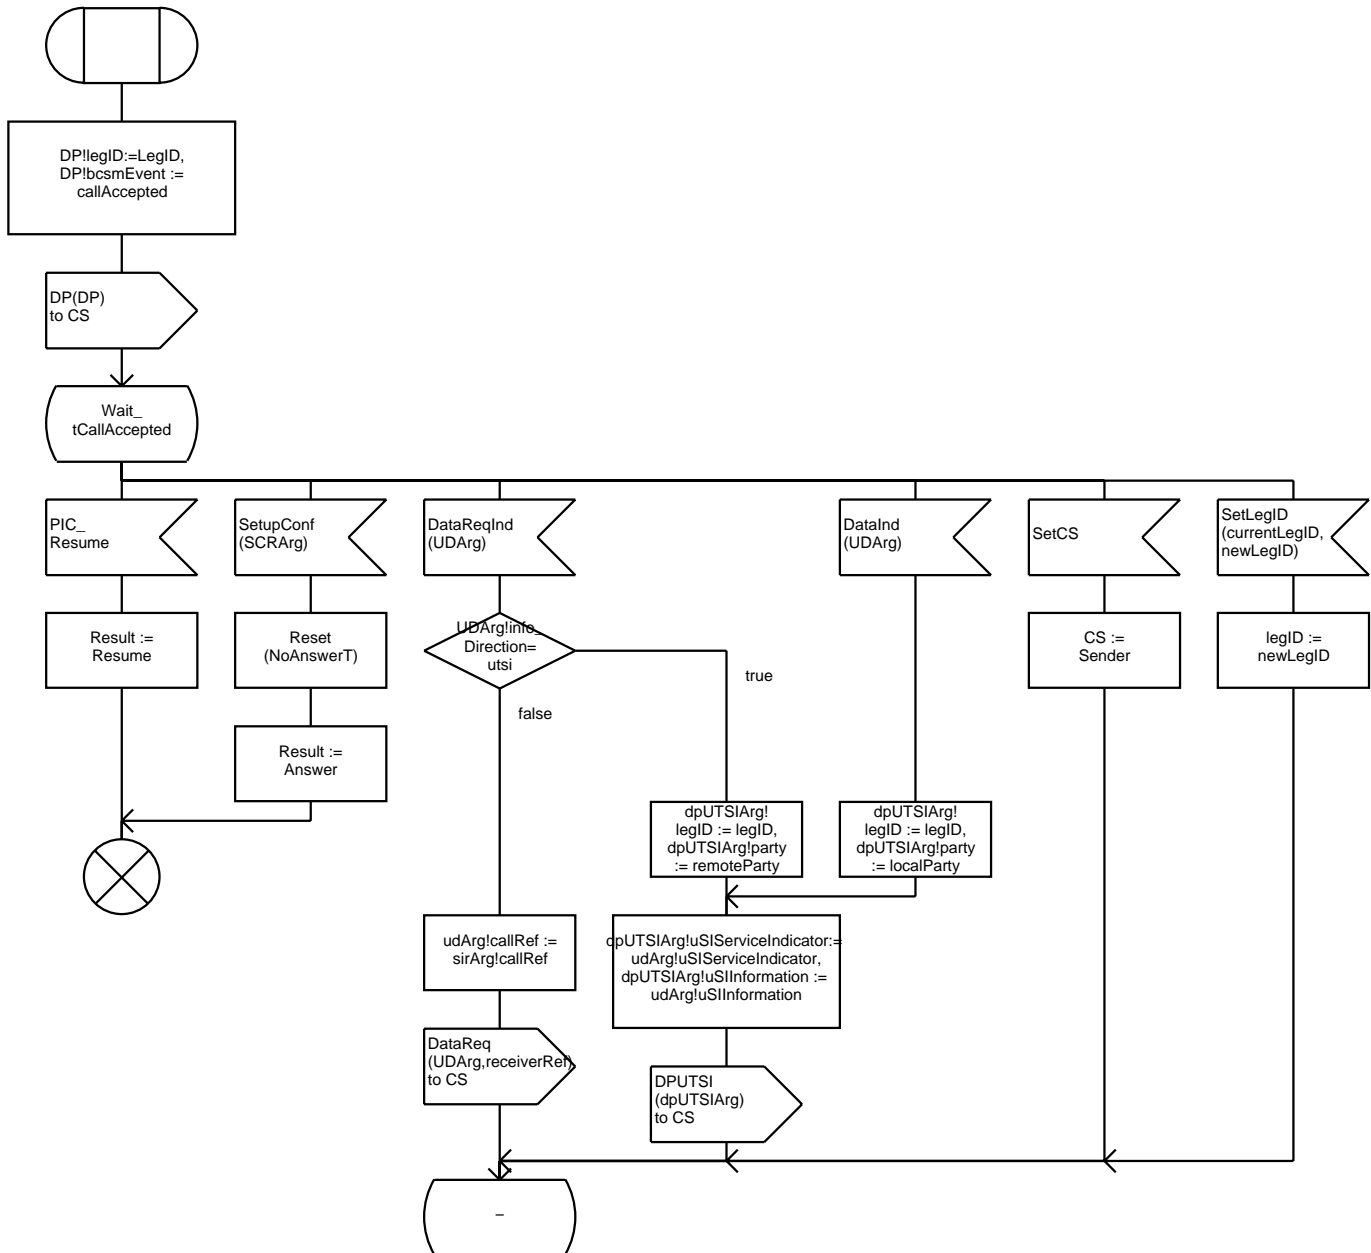 DP!legID:=LegID,
DP!bcsmEvent :=
callAccepted
DP(DP)
to CS
Wait_
tCallAccepted
PIC_
Resume
SetupConf
(SCRArg)
DataReqInd
(UDArg)
DataInd
(UDArg)
SetCS
SetLegID
(currentLegID,
newLegID)
Result :=
Resume
Reset
(NoAnswerT)
UDArg!info_
Direction=
utsi
true
false
CS :=
Sender
legID :=
newLegID
Result :=
Answer
dpUTSIArg!
legID := legID,
dpUTSIArg!party
:= remoteParty
dpUTSIArg!
legID := legID,
dpUTSIArg!party
:= localParty
udArg!callRef :=
sirArg!callRef
dpUTSIArg!uSIServiceIndicator:=
udArg!uSIServiceIndicator,
dpUTSIArg!uSIInformation :=
udArg!uSIInformation
DataReq
(UDArg,receiverRef)
to CS
DPUTSI
(dpUTSIArg)
to CS
–